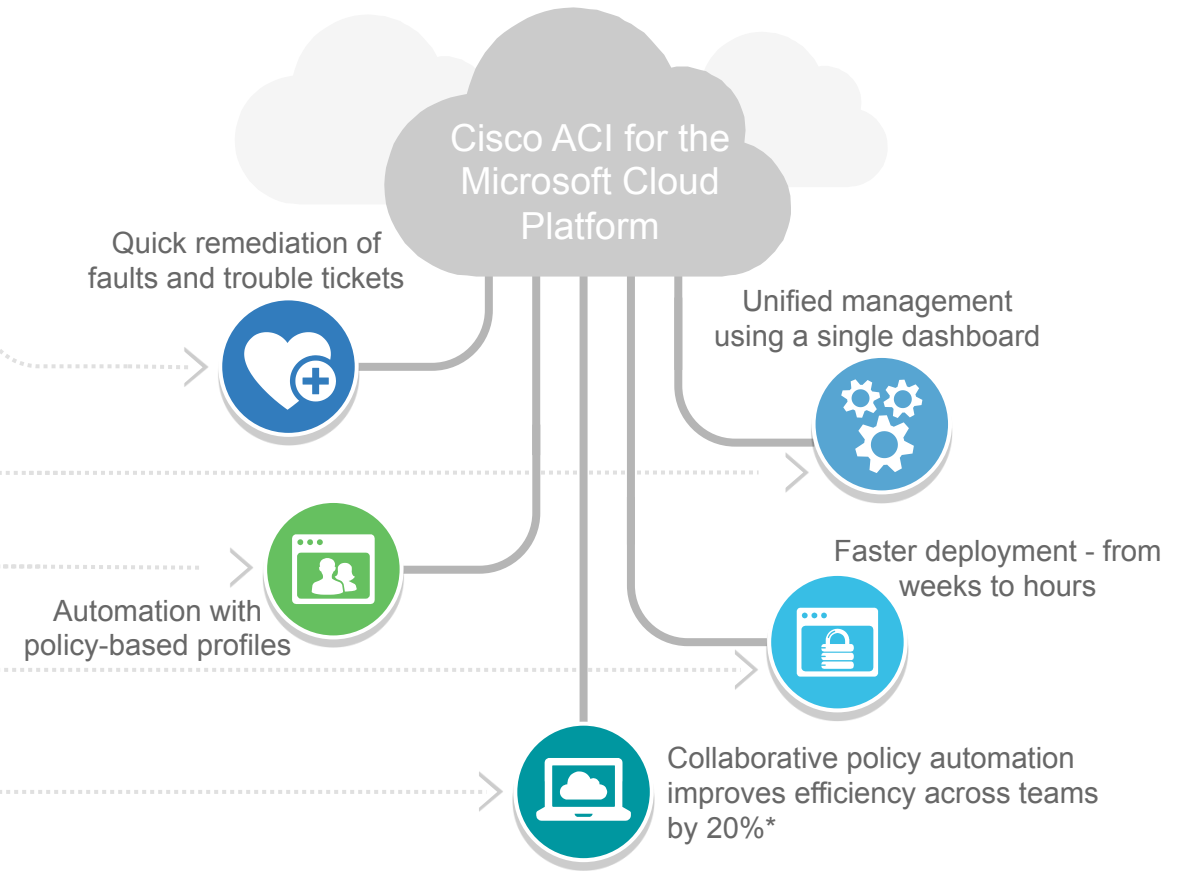 Cisco ACI for the
Microsoft Cloud
Platform
Quick remediation of
faults and trouble tickets
Unified management
using a single dashboard
Automation with
policy-based profiles
Faster deployment - from
weeks to hours
Collaborative policy automation
improves efficiency across teams
by 20%*